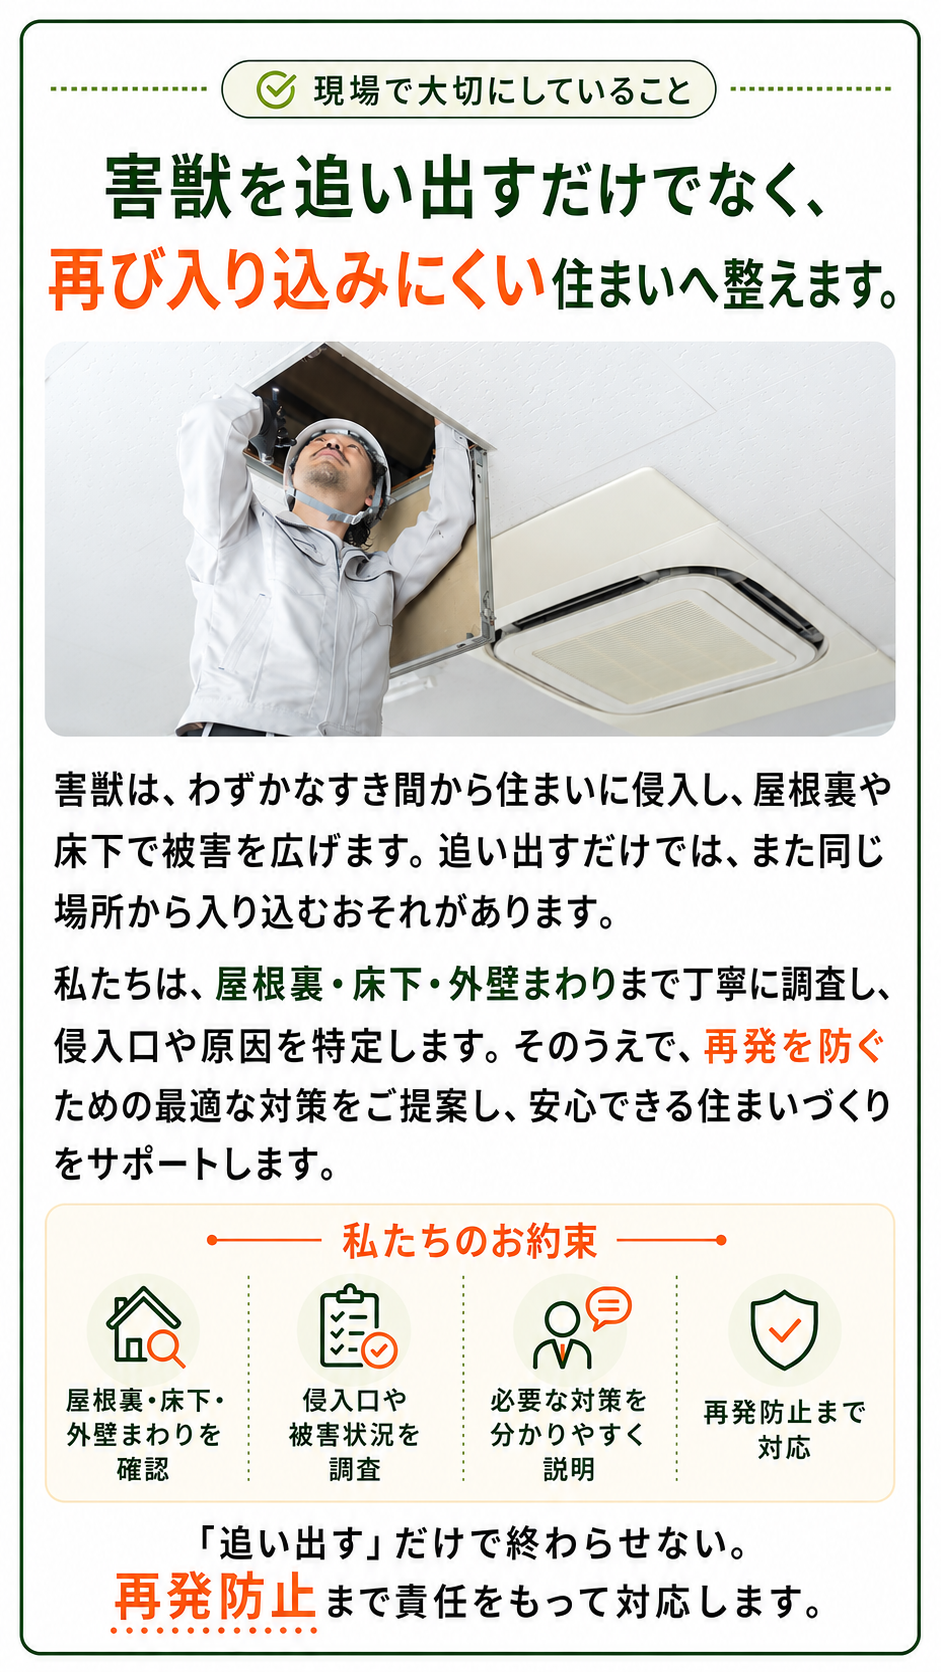 現場で大切にしていること
害獣を追い出すだけでなく、
再び入り込みにくい住まいへ整えます。
害獣は、わずかなすき間から住まいに侵入し、屋根裏や
床下で被害を広げます。追い出すだけでは、また同じ
場所から入り込むおそれがあります。
私たちは、屋根裏・床下・外壁まわりまで丁寧に調査し、
侵入口や原因を特定します。そのうえで、再発を防ぐ
ための最適な対策をご提案し、安心できる住まいづくり
をサポートします。
私たちのお約束
屋根裏・床下・
外壁まわりを
確認
侵入口や
被害状況を
調査
必要な対策を
分かりやすく
説明
再発防止まで
対応
「追い出す」だけで終わらせない。
再発防止まで責任をもって対応します。